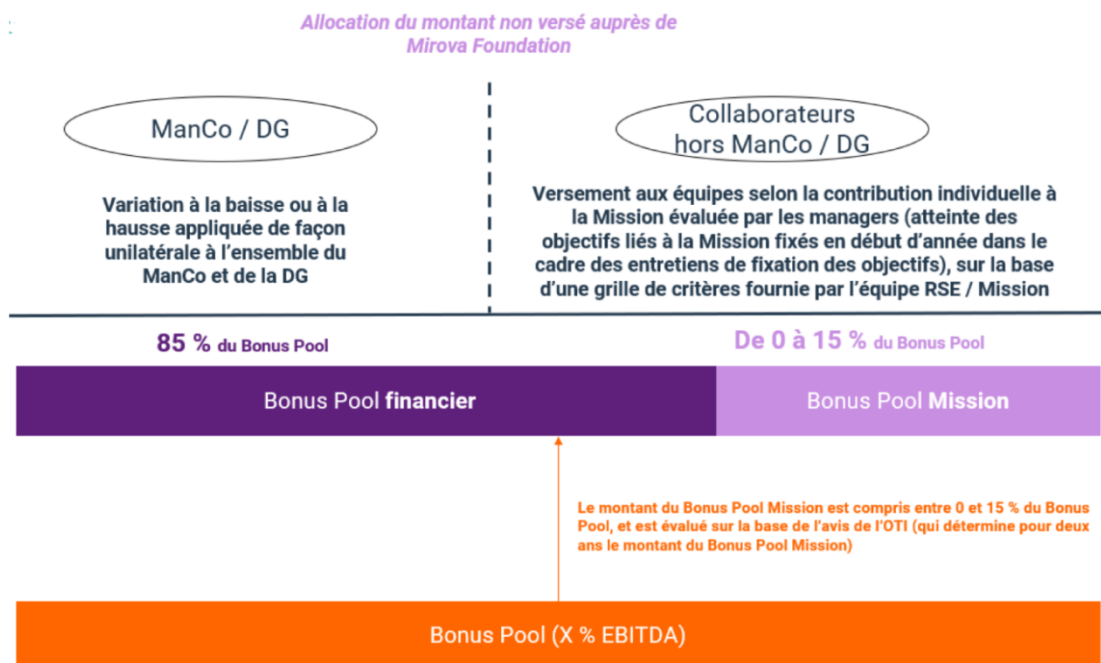 Allocation du montant non versé auprès de
Mirova Foundation
ManCo / DG
Variation à la baisse ou à la
hausse appliquée de façon
unilatérale à l'ensemble du
ManCo et de la DG
Collaborateurs
hors ManCo / DG
Versement aux équipes selon la contribution individuelle à
la Mission évaluée par les managers (atteinte des
objectifs liés à la Mission fixés en début d'année dans le
cadre des entretiens de fixation des objectifs), sur la base
d'une grille de critères fournie par l'équipe RSE / Mission
85 % du Bonus Pool
De 0 à 15 % du Bonus Pool
Bonus Pool financier
Bonus Pool Mission
Le montant du Bonus Pool Mission est compris entre 0 et 15 % du Bonus
Pool, et est évalué sur la base de l'avis de l'OTI (qui détermine pour deux
ans le montant du Bonus Pool Mission)
Bonus Pool (X % EBITDA)